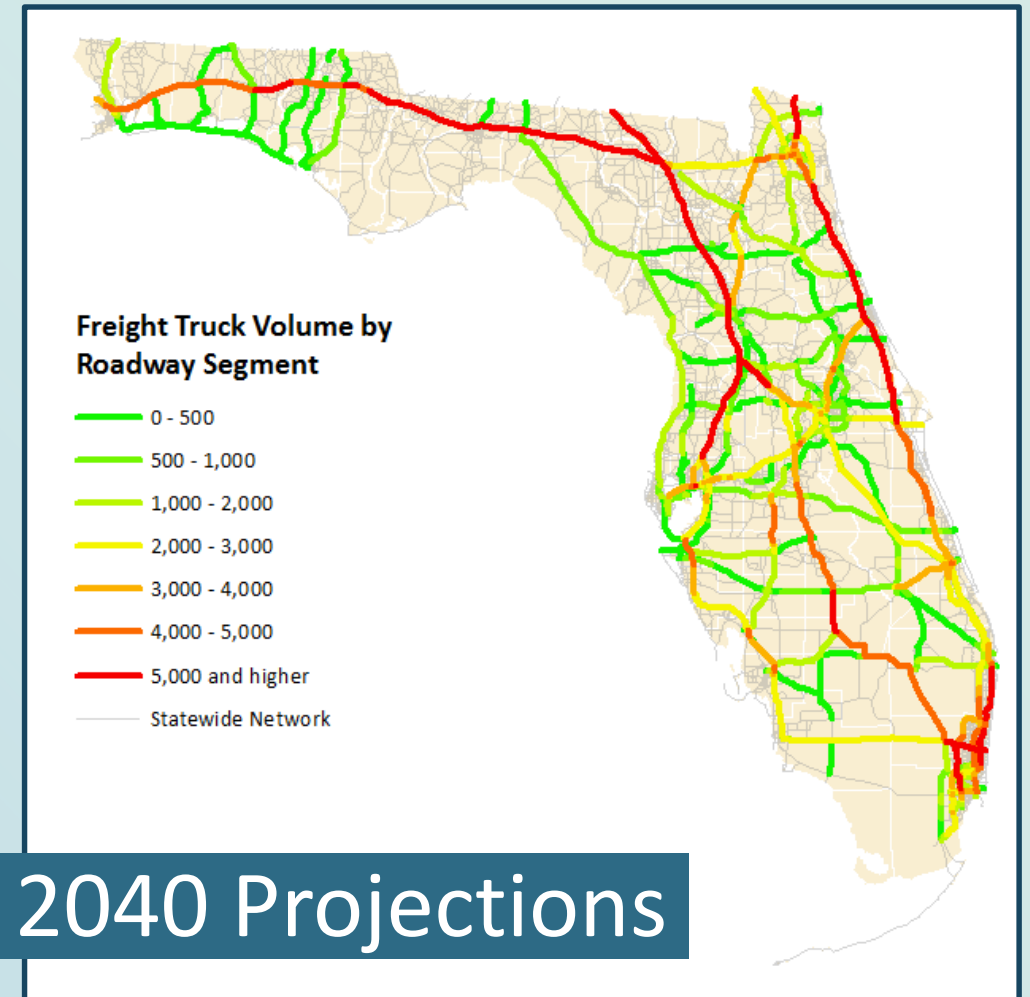 Freight Truck Volume by
Roadway Segment
0 - 500
500 - 1,000
1,000 - 2,000
2,000 - 3,000
3,000 - 4,000
4,000 - 5,000
5,000 and higher
Statewide Network
2040 Projections